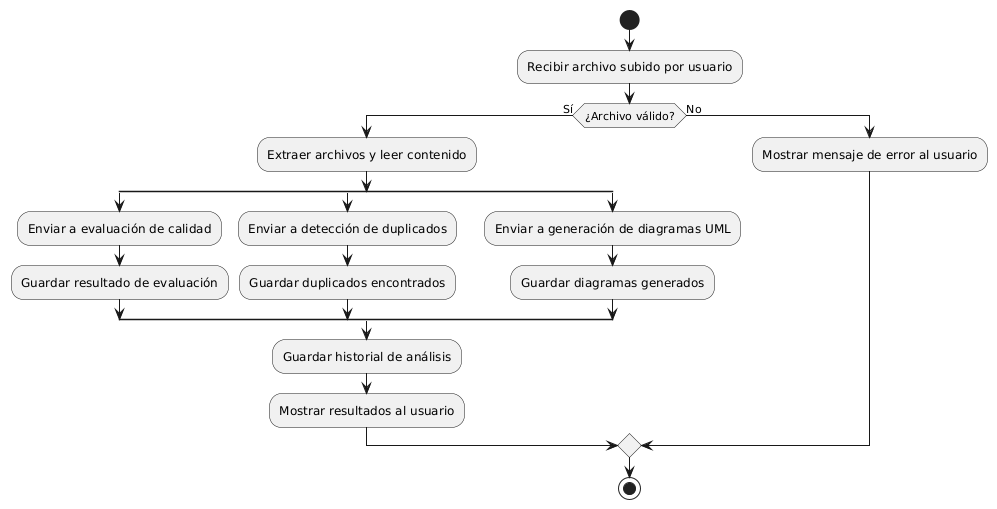 Recibir archivo subido por usuario
Sí
¿Archivo válido?
No
Extraer archivos y leer contenido
Mostrar mensaje de error al usuario
Enviar a evaluación de calidad
Enviar a detección de duplicados
Enviar a generación de diagramas UML
Guardar resultado de evaluación
Guardar duplicados encontrados
Guardar diagramas generados
Guardar historial de análisis
Mostrar resultados al usuario